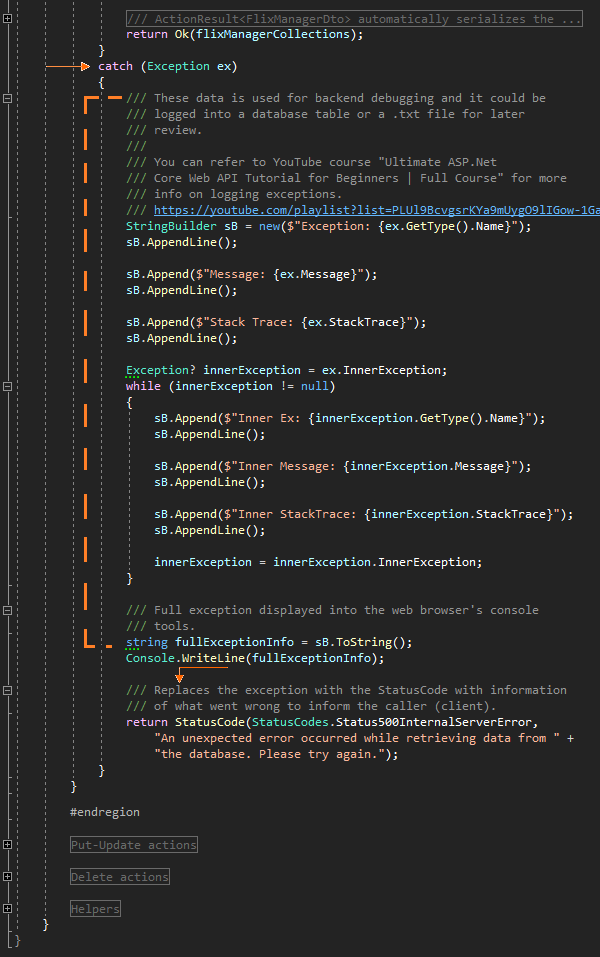 /// ActionResult<FlixManagerDto> automatically serializes the ...
return Ok(flixManagerCollections);
}
catch (Exception ex)
{
/// These data is used for backend debugging and it could be
/// logged into a database table or a .txt file for later
/// review.
///
/// You can refer to YouTube course "Ultimate ASP.Net
/// Core Web API Tutorial for Beginners | Full Course" for more
/// info on logging exceptions.
/// https://youtube.com/playlist?list=PLUl9BcvgsrKYa9mUygO9lIGow-1Ga
StringBuilder sB = new($"Exception: {ex.GetType().Name}");
sB.AppendLine();
sB.Append($"Message: {ex.Message}");
sB.AppendLine();
sB.Append($"Stack Trace: {ex.StackTrace}");
sB.AppendLine();
Exception? innerException = ex.InnerException;
while (innerException != null)
{
sB.Append($"Inner Ex: {innerException.GetType().Name}");
sB.AppendLine();
sB.Append($"Inner Message: {innerException.Message}");
sB.AppendLine();
sB.Append($"Inner StackTrace: {innerException.StackTrace}");
sB.AppendLine();
innerException = innerException.InnerException;
}
/// Full exception displayed into the web browser's console
/// tools.
string fullExceptionInfo = sB.ToString();
Console.WriteLine(fullExceptionInfo);
/// Replaces the exception with the StatusCode with information
/// of what went wrong to inform the caller (client).
return StatusCode(StatusCodes.Status500InternalServerError,
"An unexpected error occurred while retrieving data from " +
"the database. Please try again.");
}
}
#endregion
Put-Update actions
Delete actions
Helpers
}
}